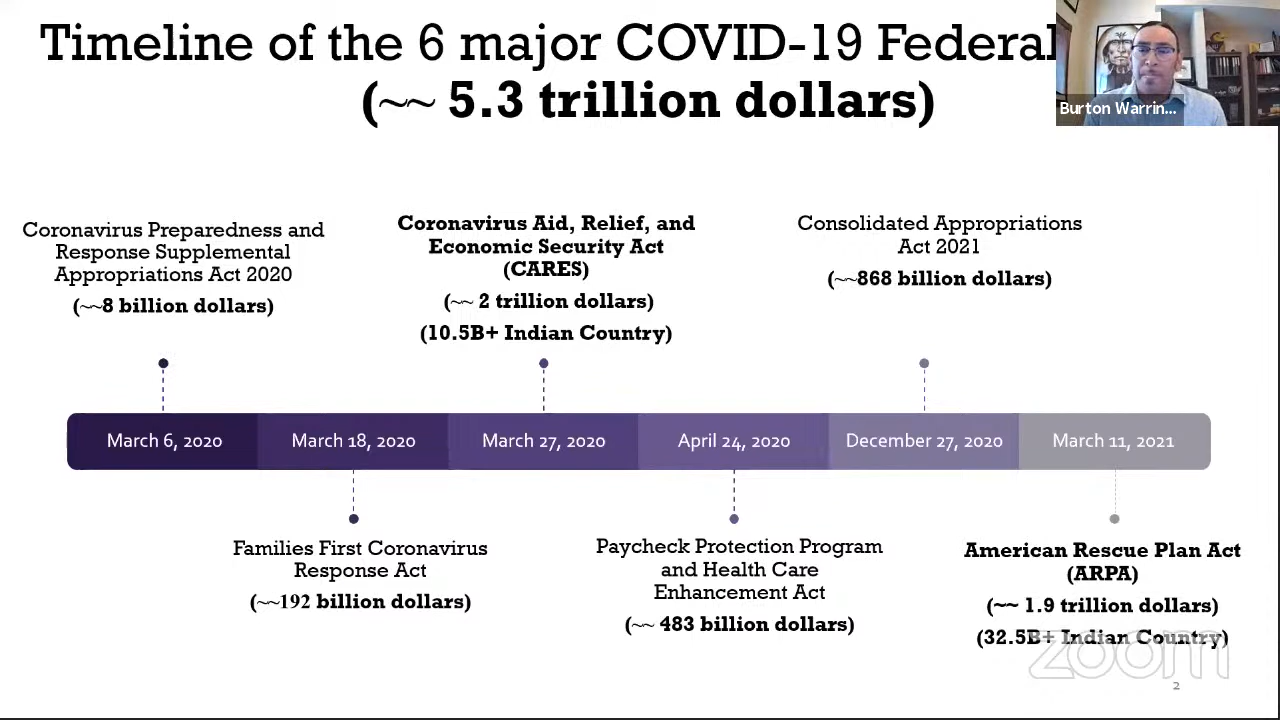 Timeline of the 6 major COVID-19 Federal
(~~ 5.3 trillion dollars)
Burton Warrin...
Coronavirus Preparedness and
Response Supplemental
Appropriations Act 2020
(~~8 billion dollars)
Coronavirus Aid, Relief, and
Economic Security Act
(CARES)
(~~ 2 trillion dollars)
(10.5B+ Indian Country)
Consolidated Appropriations
Act 2021
(~~868 billion dollars)
March 6, 2020
March 18, 2020
March 27, 2020
April 24, 2020
December 27, 2020
March 11, 2021
Families First Coronavirus
Response Act
(~~192 billion dollars)
Paycheck Protection Program
and Health Care
Enhancement Act
(~~ 483 billion dollars)
American Rescue Plan Act
(ARPA)
(~~ 1.9 trillion dollars)
(32.5B+ Indian Country)
zoom
2